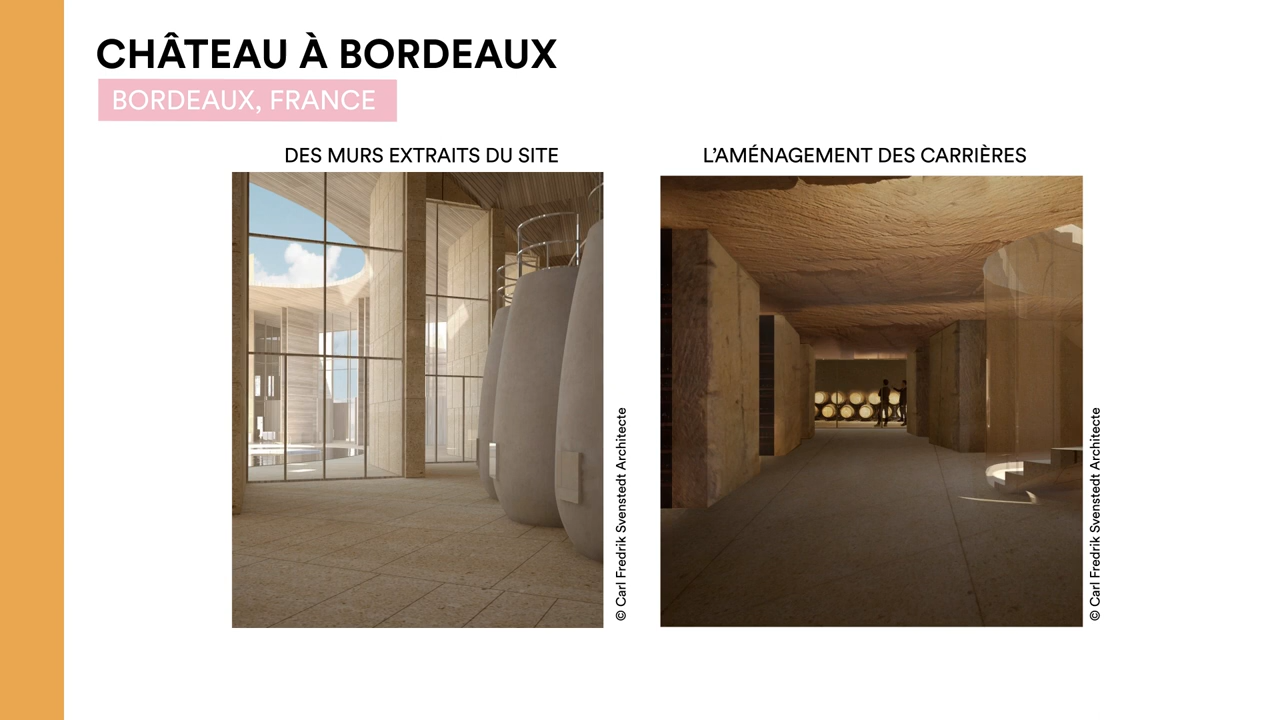 CHÂTEAU À BORDEAUX
BORDEAUX, FRANCE
DES MURS EXTRAITS DU SITE
© Carl Fredrik Svenstedt Architecte
L’AMÉNAGEMENT DES CARRIÈRES
© Carl Fredrik Svenstedt Architecte